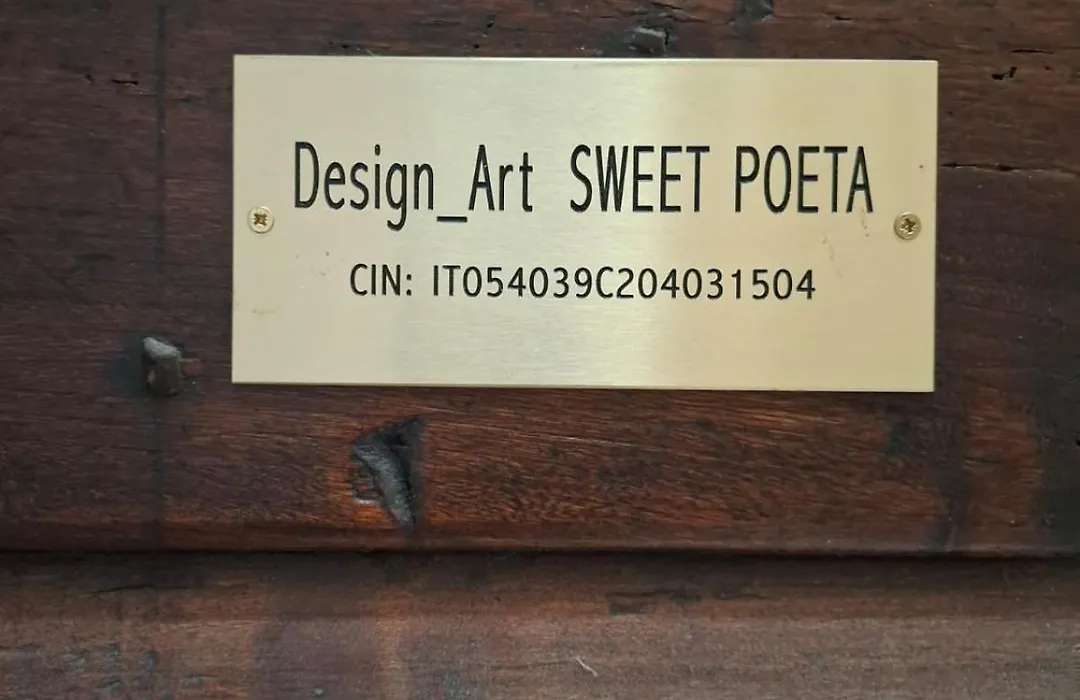 Design_Art SWEET POETA
CIN: IT054039C204031504